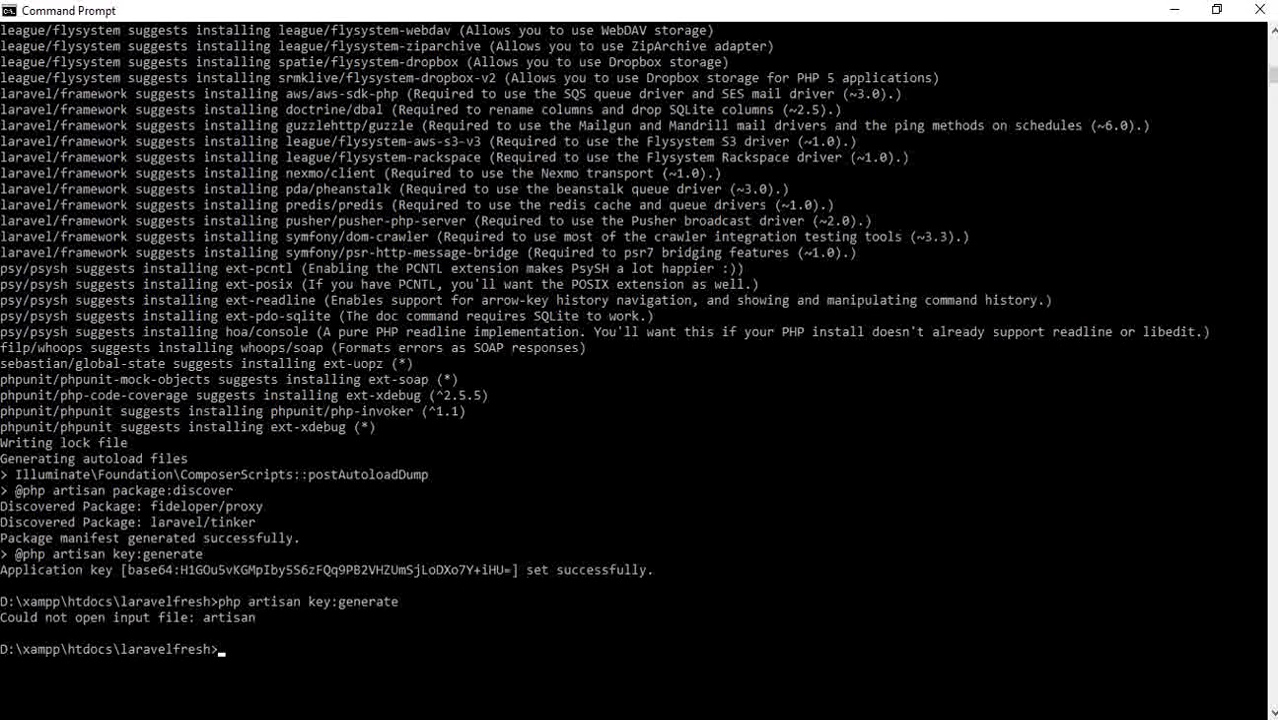 Command Prompt
league/flysystem suggests installing league/flysystem-webdav (Allows you to use WebDAV storage)
league/flysystem suggests installing league/flysystem-ziparchive (Allows you to use ZipArchive adapter)
league/flysystem suggests installing spatie/flysystem-dropbox (Allows you to use Dropbox storage)
league/flysystem suggests installing srmklive/flysystem-dropbox-v2 (Allows you to use Dropbox storage for PHP 5 applications)
laravel/framework suggests installing aws/aws-sdk-php (Required to use the SQS queue driver and SES mail driver (~3.0).)
laravel/framework suggests installing doctrine/dbal (Required to rename columns and drop SQLite columns (~2.5).)
laravel/framework suggests installing guzzlehttp/guzzle (Required to use the Mailgun and Mandrill mail drivers and the ping methods on schedules (~6.0).)
laravel/framework suggests installing league/flysystem-aws-s3-v3 (Required to use the Flysystem S3 driver (~1.0).)
laravel/framework suggests installing league/flysystem-rackspace (Required to use the Flysystem Rackspace driver (~1.0).)
laravel/framework suggests installing nexmo/client (Required to use the Nexmo transport (~1.0).)
laravel/framework suggests installing pda/pheanstalk (Required to use the beanstalk queue driver (~3.0).)
laravel/framework suggests installing predis/predis (Required to use the redis cache and queue drivers (~1.0).)
laravel/framework suggests installing pusher/pusher-php-server (Required to use the Pusher broadcast driver (~2.0).)
laravel/framework suggests installing symfony/dom-crawler (Required to use most of the crawler integration testing tools (~3.3).)
laravel/framework suggests installing symfony/psr-http-message-bridge (Required to psr7 bridging features (~1.0).)
psy/psysh suggests installing ext-pcntl (Enabling the PCNTL extension makes PsySH a lot happier :))
psy/psysh suggests installing ext-posix (If you have PCNTL, you'll want the POSIX extension as well.)
psy/psysh suggests installing ext-readline (Enables support for arrow-key history navigation, and showing and manipulating command history.)
psy/psysh suggests installing ext-pdo-sqlite (The doc command requires SQLite to work.)
psy/psysh suggests installing hoa/console (A pure PHP readline implementation. You'll want this if your PHP install doesn't already support readline or libedit.)
filp/whoops suggests installing whoops/soap (Formats errors as SOAP responses)
sebastian/global-state suggests installing ext-uopz (*)
phpunit/phpunit-mock-objects suggests installing ext-soap (*)
phpunit/php-code-coverage suggests installing ext-xdebug (^2.5.5)
phpunit/phpunit suggests installing phpunit/php-invoker (^1.1)
phpunit/phpunit suggests installing ext-xdebug (*)
Writing lock file
Generating autoload files
> Illuminate\Foundation\ComposerScripts::postAutoloadDump
> @php artisan package:discover
Discovered Package: fideloper/proxy
Discovered Package: laravel/tinker
Package manifest generated successfully.
> @php artisan key:generate
Application key [base64:H1GOu5vKGMpIby5S6zFQq9PB2VHZUmSjLoDXo7Y+iHU=] set successfully.
D:\xampp\htdocs\laravelfresh>php artisan key:generate
Could not open input file: artisan
D:\xampp\htdocs\laravelfresh>